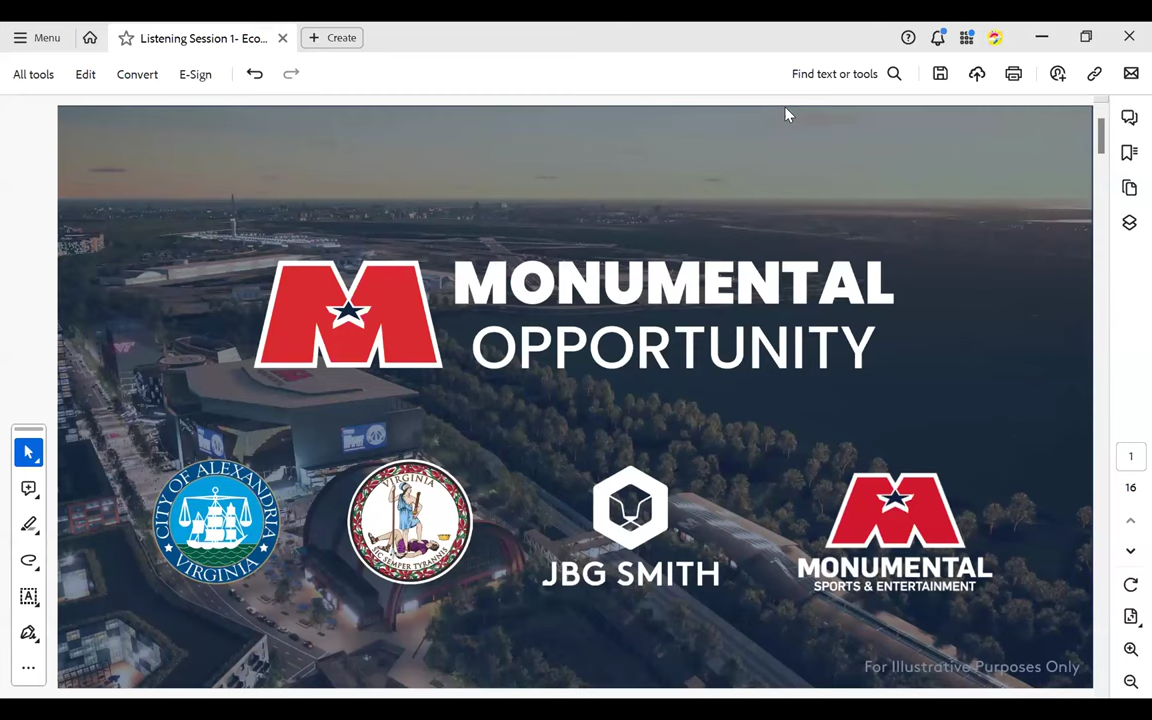 Menu
Listening Session 1- Eco...
Create
All tools
Edit
Convert
E-Sign
Find text or tools
MONUMENTAL
OPPORTUNITY
CITY OF ALEXANDRIA
VIRGINIA
VIRGINIA
SIC SEMPER TYRANNIS
JBG SMITH
MONUMENTAL
SPORTS & ENTERTAINMENT
For Illustrative Purposes Only
1
16